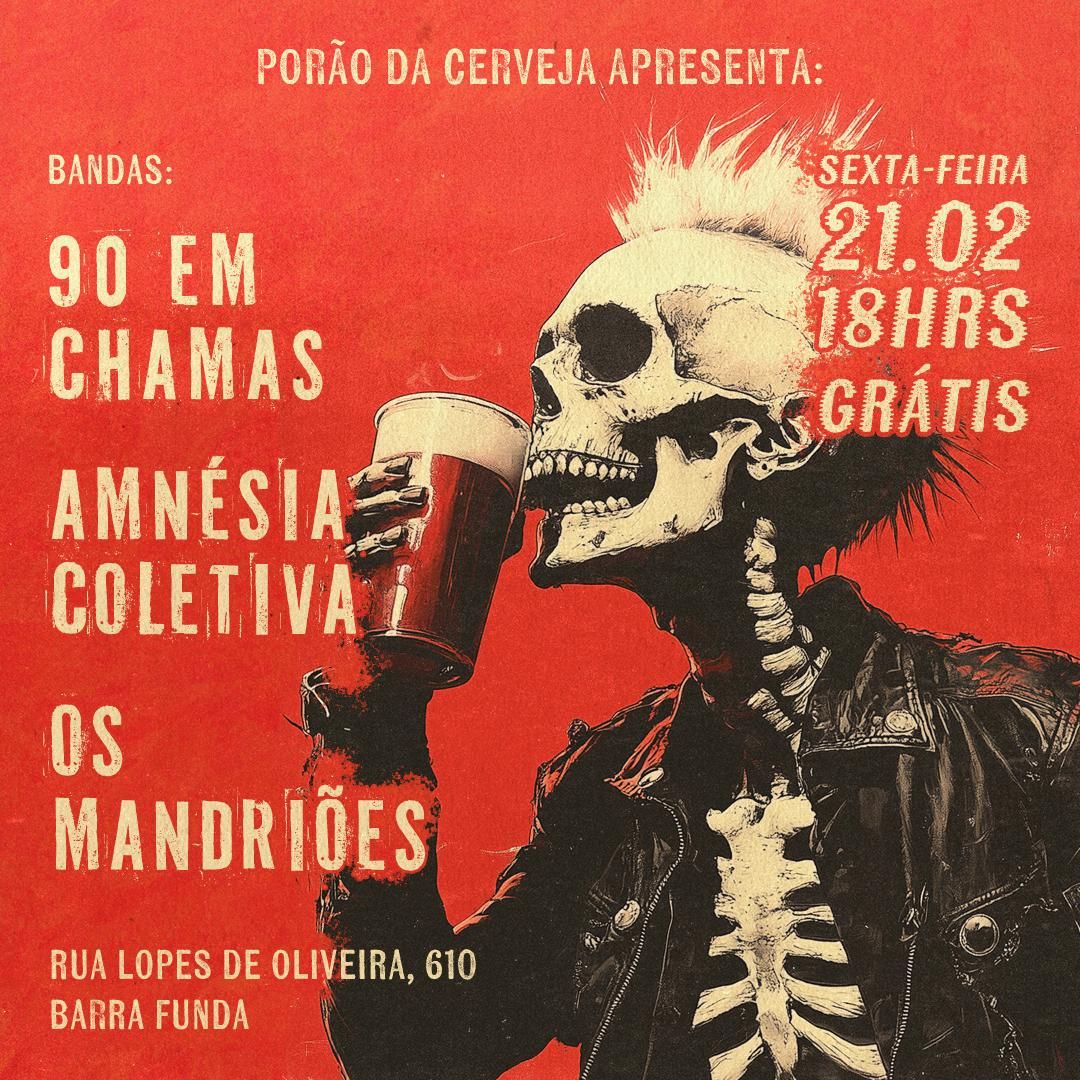 PORÃO DA CERVEJA APRESENTA:
BANDAS:
90 EM
CHAMAS
AMNÉSIA
COLETIVA
OS
MANDRIÕES
RUA LOPES DE OLIVEIRA, 610
BARRA FUNDA
SEXTA-FEIRA
21.02
18HRS
GRÁTIS